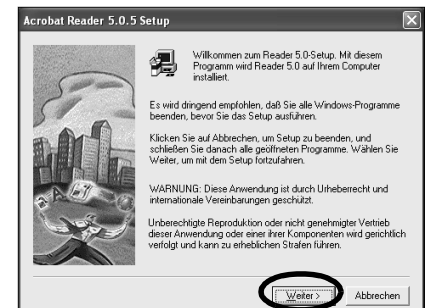 Acrobat Reader 5.0.5 Setup
Willkommen zum Reader 5.0-Setup. Mit diesem
Programm wird Reader 5.0 auf Ihrem Computer
installiert.
Es wird dringend empfohlen, daß Sie alle Windows-Programme
beenden, bevor Sie das Setup ausführen.
Klicken Sie auf Abbrechen, um Setup zu beenden, und
schließen Sie danach alle geöffneten Programme. Wählen Sie
Weiter, um mit dem Setup fortzufahren.
WARNUNG: Diese Anwendung ist durch Urheberrecht und
internationale Vereinbarungen geschützt.
Unberechtigte Reproduktion oder nicht genehmigter Vertrieb
dieser Anwendung oder einer ihrer Komponenten wird gerichtlich
verfolgt und kann zu erheblichen Strafen führen.
Weiter > Abbrechen